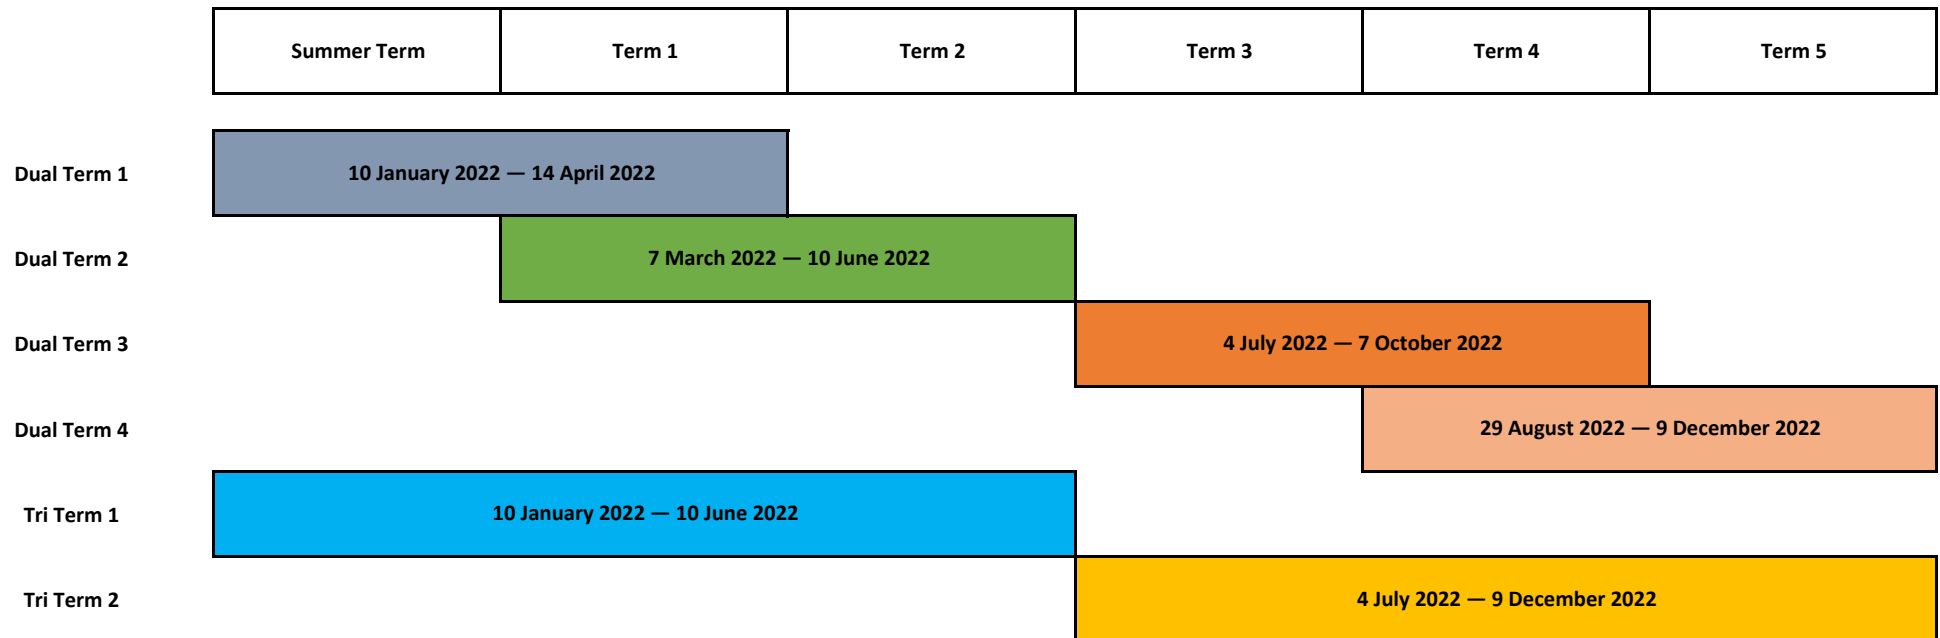 Summer Term
Term 1
Term 2
Term 3
Term 4
Term 5
Dual Term 1
10 January 2022 — 14 April 2022
Dual Term 2
7 March 2022 — 10 June 2022
Dual Term 3
4 July 2022 — 7 October 2022
Dual Term 4
29 August 2022 — 9 December 2022
Tri Term 1
10 January 2022 — 10 June 2022
Tri Term 2
4 July 2022 — 9 December 2022